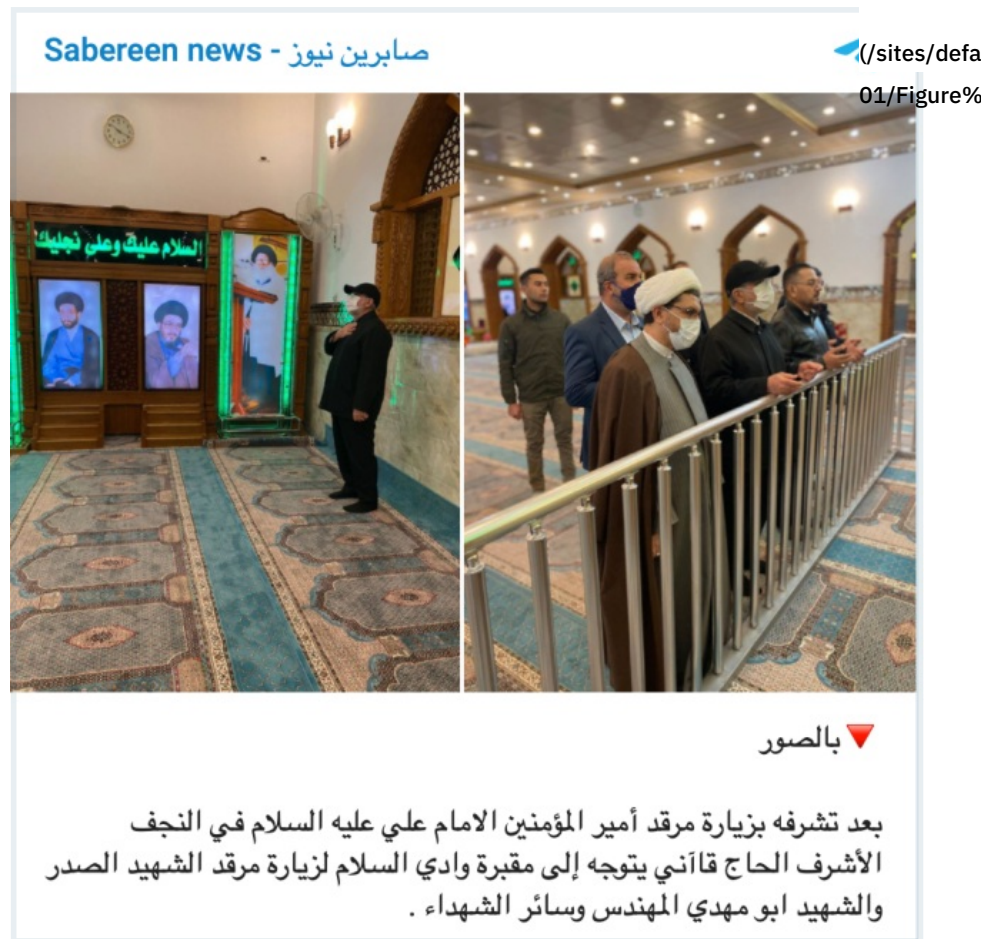 Sabereen news - صابرين نيوز
(/sites/defa
01/Figure%
السلام عليك وعلى نجليك
بالصور
بعد تشرفه بزيارة مرقد أمير المؤمنين الامام علي عليه السلام في النجف
الأشرف الحاج قاآني يتوجه إلى مقبرة وادي السلام لزيارة مرقد الشهيد الصدر
والشهيد ابو مهدي المهندس وسائر الشهداء .